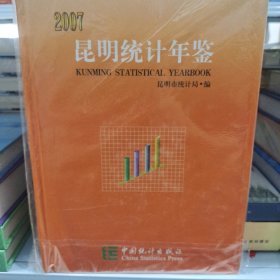 2007
昆明统计年鉴
KUNMING STATISTICAL YEARBOOK
昆明市统计局·编
中国统计出版社
China Statistics Press